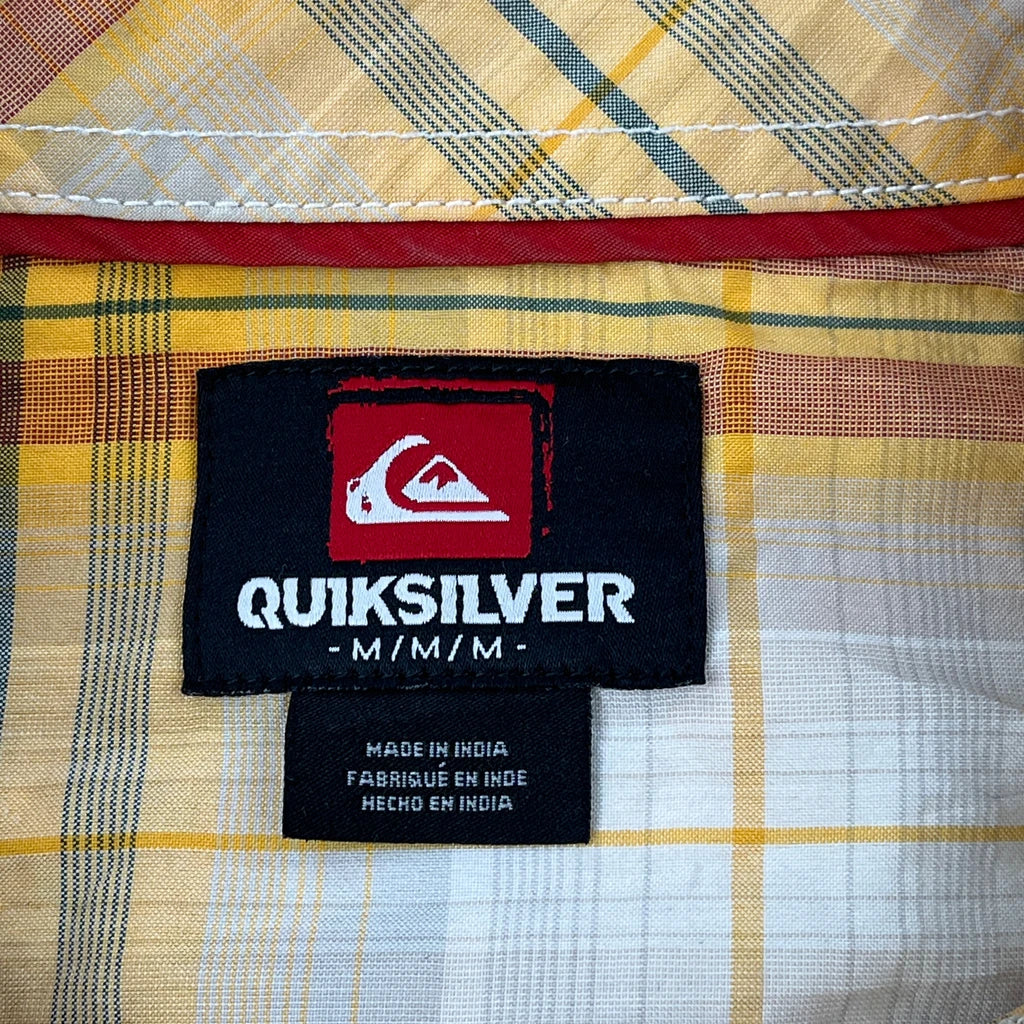 QUIKSILVER
- M / M / M -
MADE IN INDIA
FABRIQUÉ EN INDE
HECHO EN INDIA